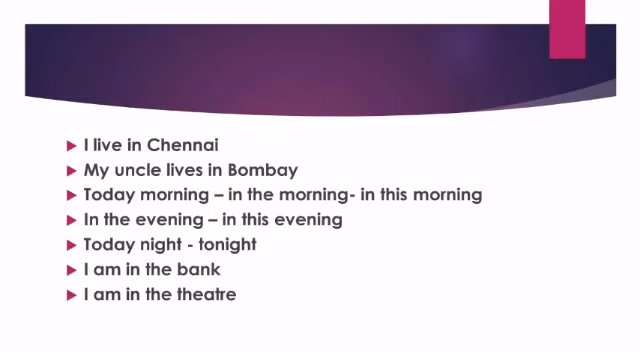 I live in Chennai
My uncle lives in Bombay
Today morning – in the morning- in this morning
In the evening – in this evening
Today night - tonight
I am in the bank
I am in the theatre